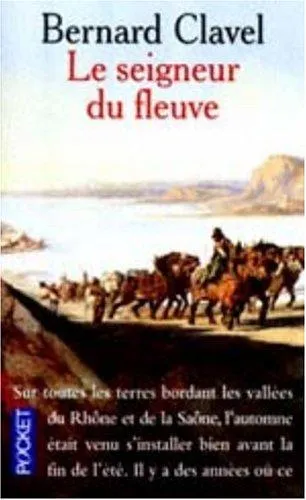 Bernard Clavel
Le seigneur
du fleuve
Sur toutes les terres bordant les vallées
du Rhône et de la Saône, l'automne
était venu s'installer bien avant la
fin de l'été. Il y a des années où ce
POCKET